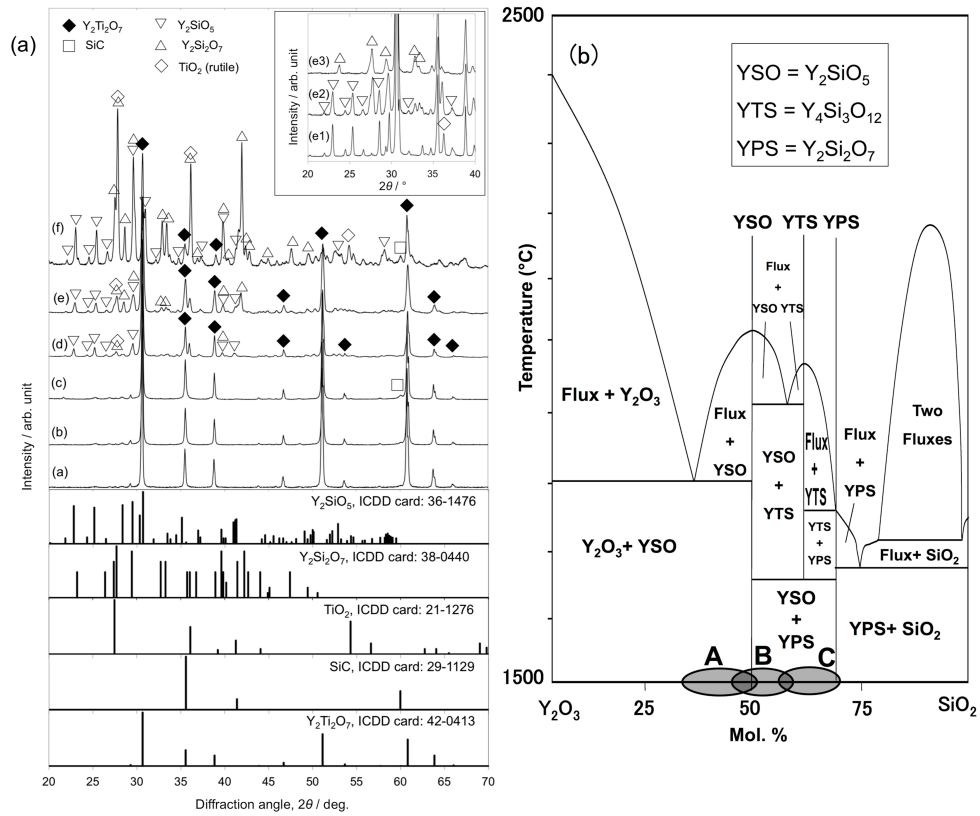 (a)
Y₂Ti₂O₇
Y₂SiO₅
SiC
Y₂Si₂O₇
TiO₂ (rutile)
Intensity / arb. unit
(e3)
(e2)
(e1)
20 25 30 35 40
2θ / °
(f)
(e)
(d)
(c)
(b)
(a)
Intensity / arb. unit
Y₂SiO₅, ICDD card: 36-1476
Y₂Si₂O₇, ICDD card: 38-0440
TiO₂, ICDD card: 21-1276
SiC, ICDD card: 29-1129
Y₂Ti₂O₇, ICDD card: 42-0413
20 25 30 35 40 45 50 55 60 65 70
Diffraction angle, 2θ / deg.
(b)
2500
YSO = Y₂SiO₅
YTS = Y₄Si₃O₁₂
YPS = Y₂Si₂O₇
Temperature (°C)
YSO YTS YPS
Flux
+
YSO YTS
Flux + Y₂O₃
Flux
+
YSO
YSO
+
YTS
Flux
+
YTS
Flux
+
YPS
Two
Fluxes
YTS
+
YPS
Y₂O₃+ YSO
Flux+ SiO₂
YSO
+
YPS
YPS+ SiO₂
A B C
1500
Y₂O₃ 25 50 75 SiO₂
Mol. %